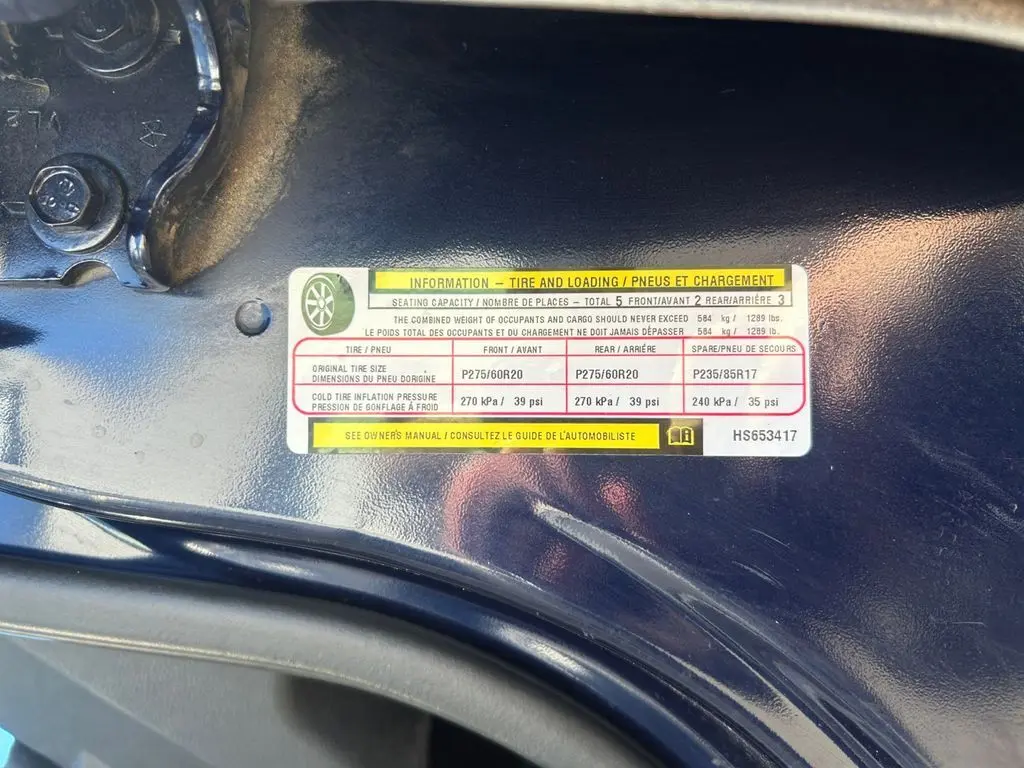 INFORMATION – TIRE AND LOADING / PNEUS ET CHARGEMENT
SEATING CAPACITY / NOMBRE DE PLACES – TOTAL 5 FRONT/AVANT 2 REAR/ARRIÉRE 3
THE COMBINED WEIGHT OF OCCUPANTS AND CARGO SHOULD NEVER EXCEED 584 kg / 1289 lbs.
LE POIDS TOTAL DES OCCUPANTS ET DU CHARGEMENT NE DOIT JAMAIS DÉPASSER 584 kg / 1289 lb.
TIRE / PNEU FRONT / AVANT REAR / ARRIÉRE SPARE/PNEU DE SECOURS
ORIGINAL TIRE SIZE
DIMENSIONS DU PNEU DORIGINE P275/60R20 P275/60R20 P235/85R17
COLD TIRE INFLATION PRESSURE
PRESSION DE GONFLAGE Á FROID 270 kPa / 39 psi 270 kPa / 39 psi 240 kPa / 35 psi
SEE OWNER'S MANUAL / CONSULTEZ LE GUIDE DE L'AUTOMOBILISTE
HS653417